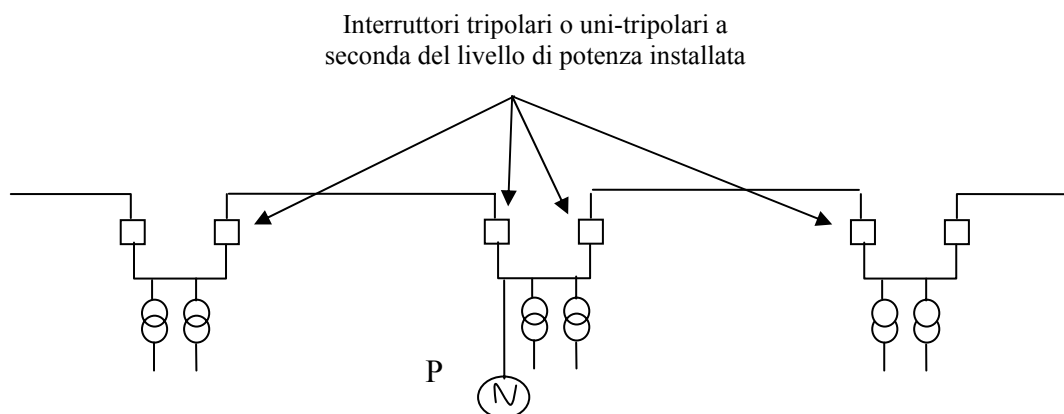 Interruttori tripolari o uni-tripolari a
seconda del livello di potenza installata
P
N